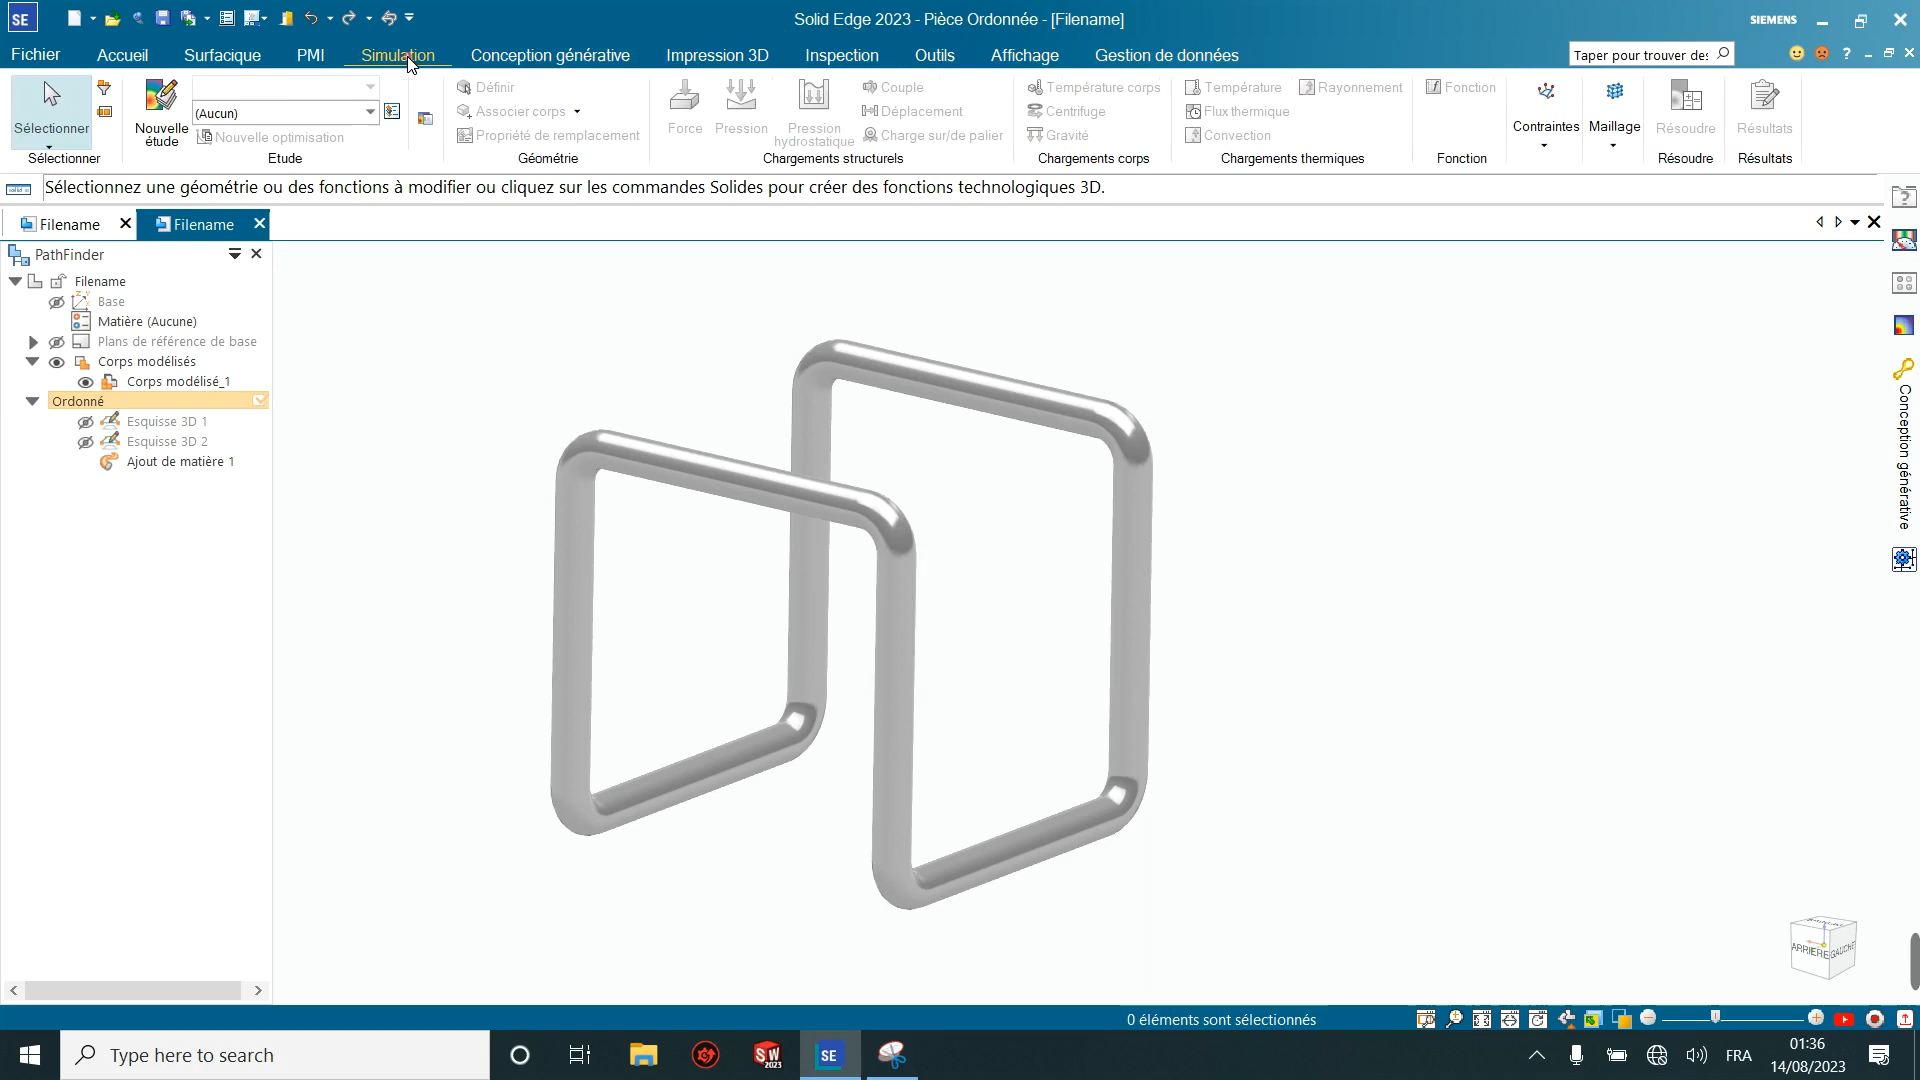 SE
Solid Edge 2023 - Pièce Ordonnée - [Filename]
SIEMENS
Fichier
Accueil
Surfacique
PMI
Simulation
Conception générative
Impression 3D
Inspection
Outils
Affichage
Gestion de données
Taper pour trouver des
Sélectionner
Sélectionner
Nouvelle étude
(Aucun)
Nouvelle optimisation
Etude
Définir
Associer corps
Propriété de remplacement
Géométrie
Force
Pression
Pression hydrostatique
Couple
Déplacement
Charge sur/de palier
Chargements structurels
Température corps
Centrifuge
Gravité
Chargements corps
Température
Flux thermique
Convection
Rayonnement
Chargements thermiques
Fonction
Fonction
Contraintes
Maillage
Résoudre
Résoudre
Résultats
Résultats
Sélectionnez une géométrie ou des fonctions à modifier ou cliquez sur les commandes Solides pour créer des fonctions technologiques 3D.
Filename
Filename
PathFinder
Filename
Base
Matière (Aucune)
Plans de référence de base
Corps modélisés
Corps modélisé_1
Ordonné
Esquisse 3D 1
Esquisse 3D 2
Ajout de matière 1
Conception générative
ARRIERE
GAUCHE
0 éléments sont sélectionnés
Type here to search
SW
2023
SE
FRA
01:36
14/08/2023